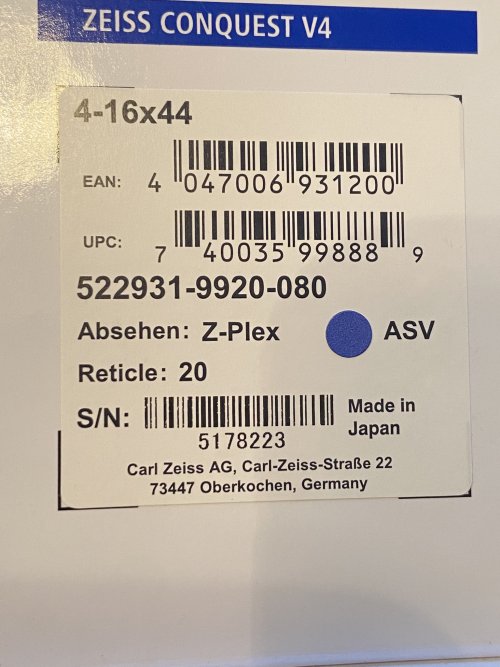 ZEISS CONQUEST V4
4-16x44
EAN: 4 047006 931200
UPC: 7 40035 99888 9
522931-9920-080
Absehen: Z-Plex ASV
Reticle: 20
S/N: Made in
Japan
5178223
Carl Zeiss AG, Carl-Zeiss-Straße 22
73447 Oberkochen, Germany